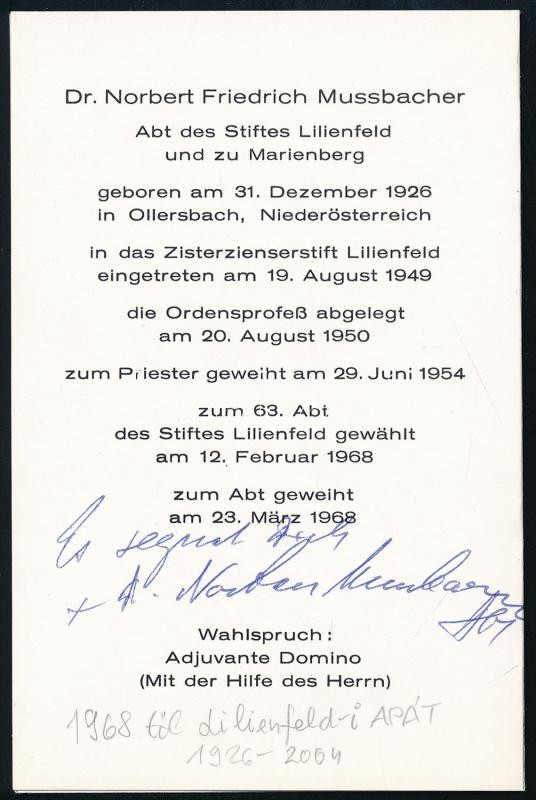 Dr. Norbert Friedrich Mussbacher
Abt des Stiftes Lilienfeld
und zu Marienberg
geboren am 31. Dezember 1926
in Ollersbach, Niederösterreich
in das Zisterzienserstift Lilienfeld
eingetreten am 19. August 1949
die Ordensprofeß abgelegt
am 20. August 1950
zum Priester geweiht am 29. Juni 1954
zum 63. Abt
des Stiftes Lilienfeld gewählt
am 12. Februar 1968
zum Abt geweiht
am 23. März 1968
Es segnet Dich
+ Dr. Norbert Mussbacher
Abt
Wahlspruch:
Adjuvante Domino
(Mit der Hilfe des Herrn)
1968 től Lilienfeld-i APÁT
1926-2004